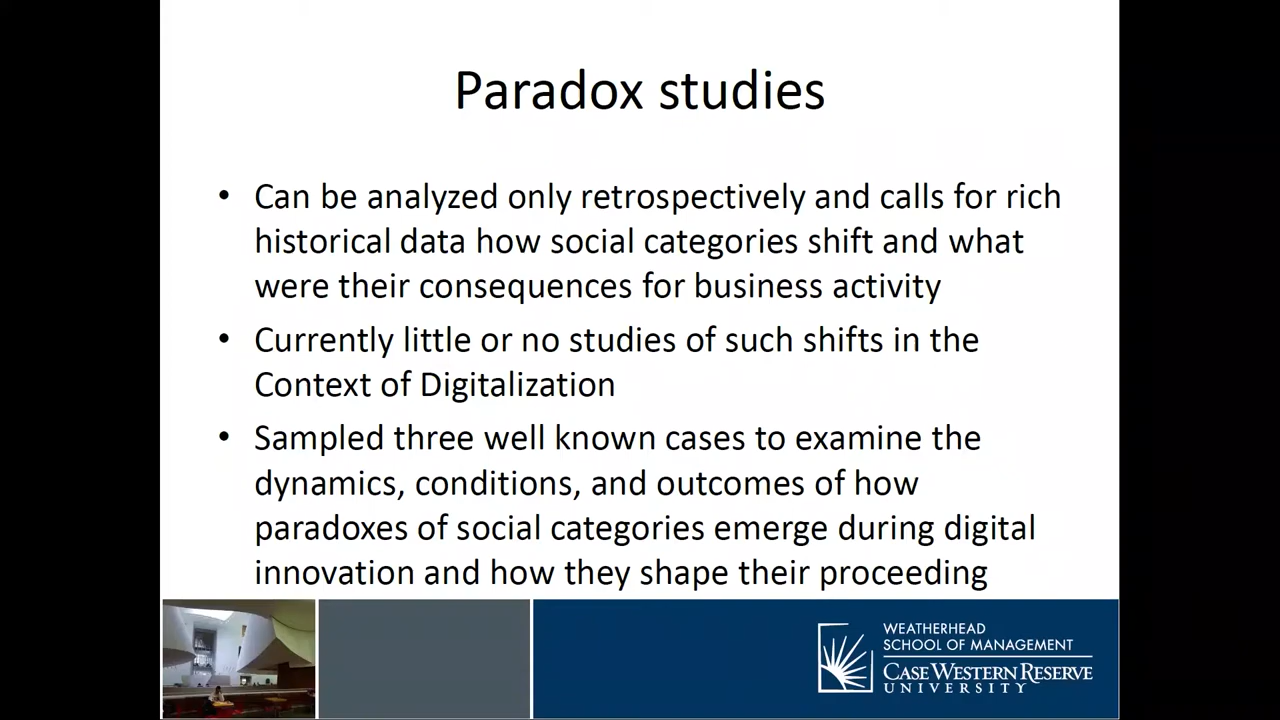 Paradox studies
• Can be analyzed only retrospectively and calls for rich
historical data how social categories shift and what
were their consequences for business activity
• Currently little or no studies of such shifts in the
Context of Digitalization
• Sampled three well known cases to examine the
dynamics, conditions, and outcomes of how
paradoxes of social categories emerge during digital
innovation and how they shape their proceeding
WEATHERHEAD
SCHOOL OF MANAGEMENT
CASE WESTERN RESERVE
UNIVERSITY